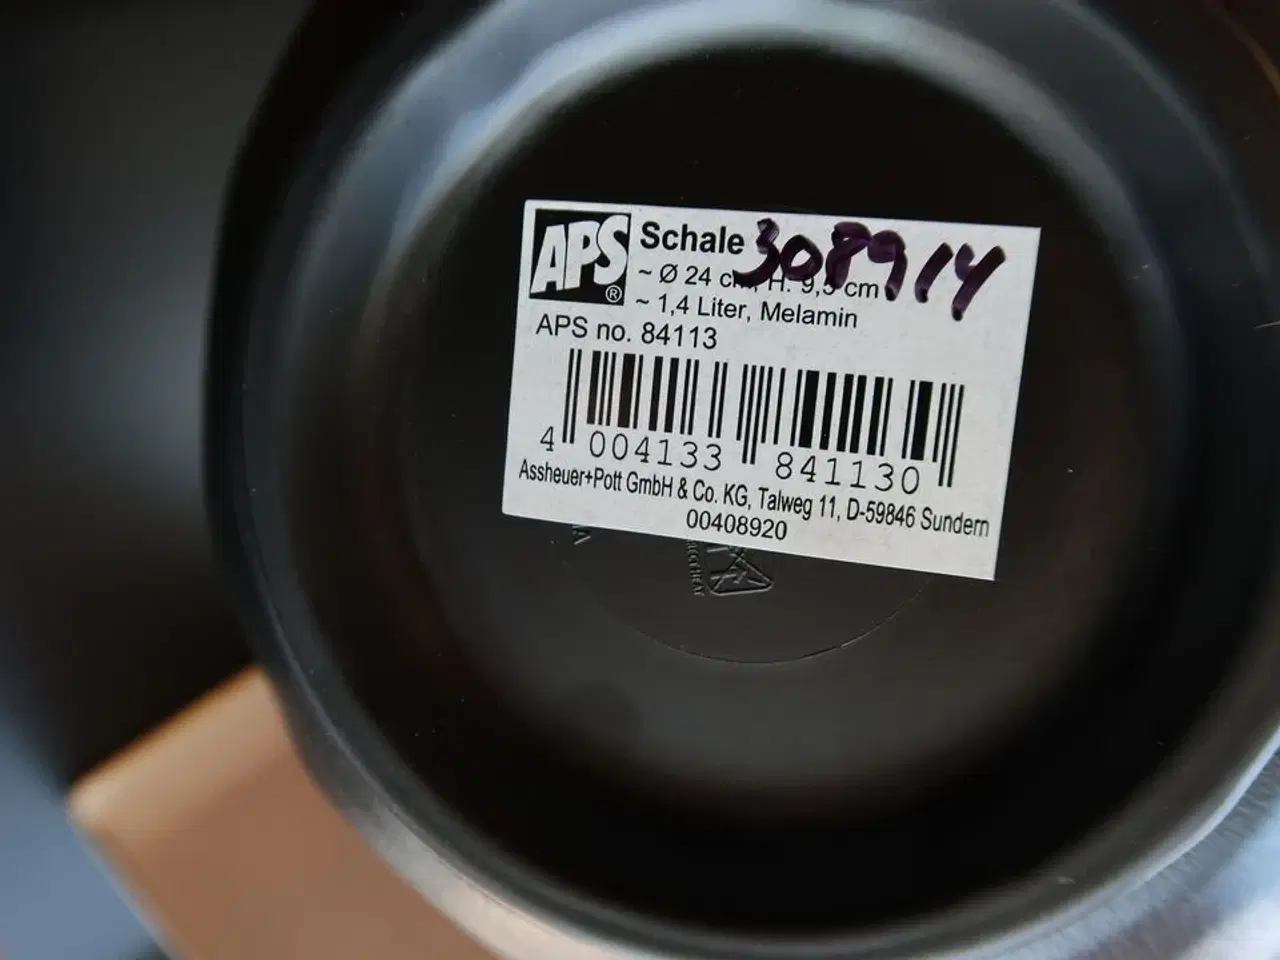 APS®
Schale 308914
~ Ø 24 cm, H. 9,5 cm
~ 1,4 Liter, Melamin
APS no. 84113
4 004133 841130
Assheuer+Pott GmbH & Co. KG, Talweg 11, D-59846 Sundern
00408920